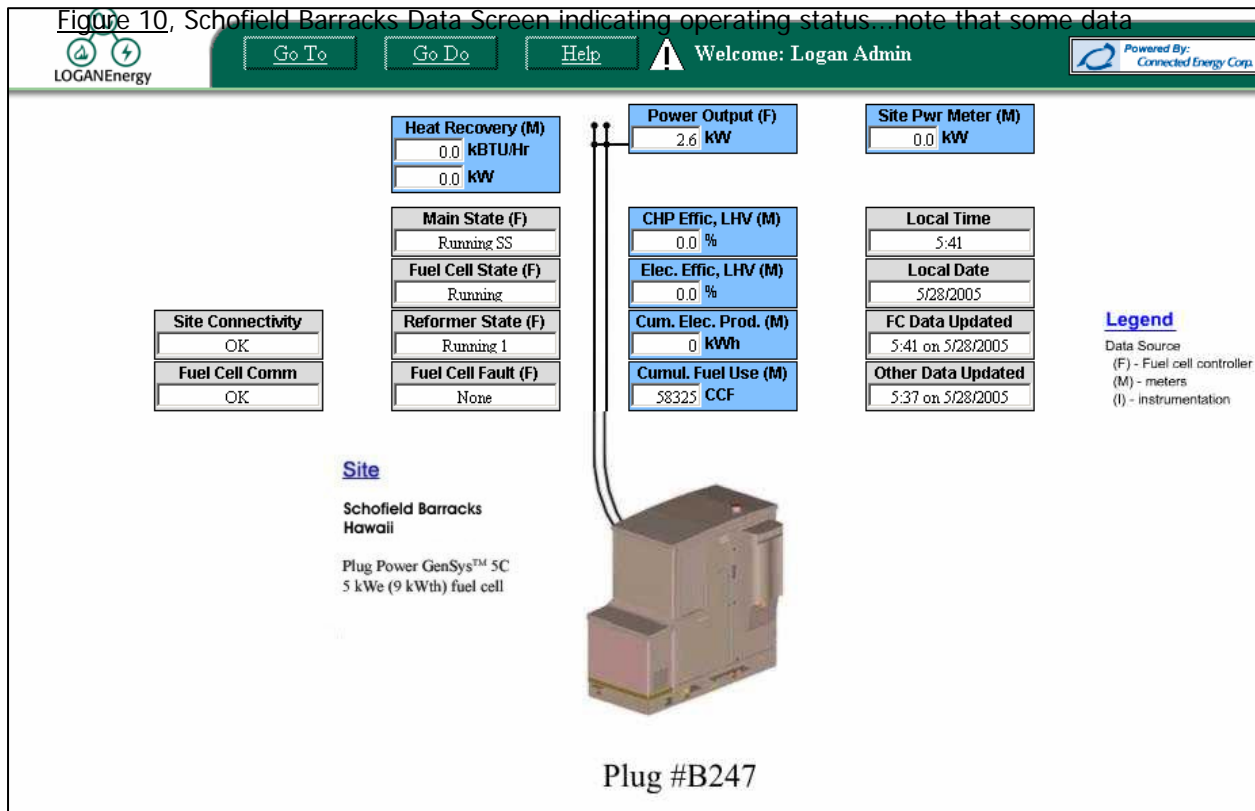 Figure 10, Schofield Barracks Data Screen indicating operating status...note that some data
LOGANEnergy
Go To
Go Do
Help
Welcome: Logan Admin
Powered By:
Connected Energy Corp.
Heat Recovery (M)
0.0 kBTU/Hr
0.0 kW
Power Output (F)
2.6 kW
Site Pwr Meter (M)
0.0 kW
Main State (F)
Running SS
CHP Effic, LHV (M)
0.0 %
Local Time
5:41
Fuel Cell State (F)
Running
Elec. Effic, LHV (M)
0.0 %
Local Date
5/28/2005
Site Connectivity
OK
Reformer State (F)
Running 1
Cum. Elec. Prod. (M)
0 kWh
FC Data Updated
5:41 on 5/28/2005
Fuel Cell Comm
OK
Fuel Cell Fault (F)
None
Cumul. Fuel Use (M)
58325 CCF
Other Data Updated
5:37 on 5/28/2005
Legend
Data Source
(F) - Fuel cell controller
(M) - meters
(I) - instrumentation
Site
Schofield Barracks
Hawaii
Plug Power GenSys™ 5C
5 kWe (9 kWth) fuel cell
Plug #B247